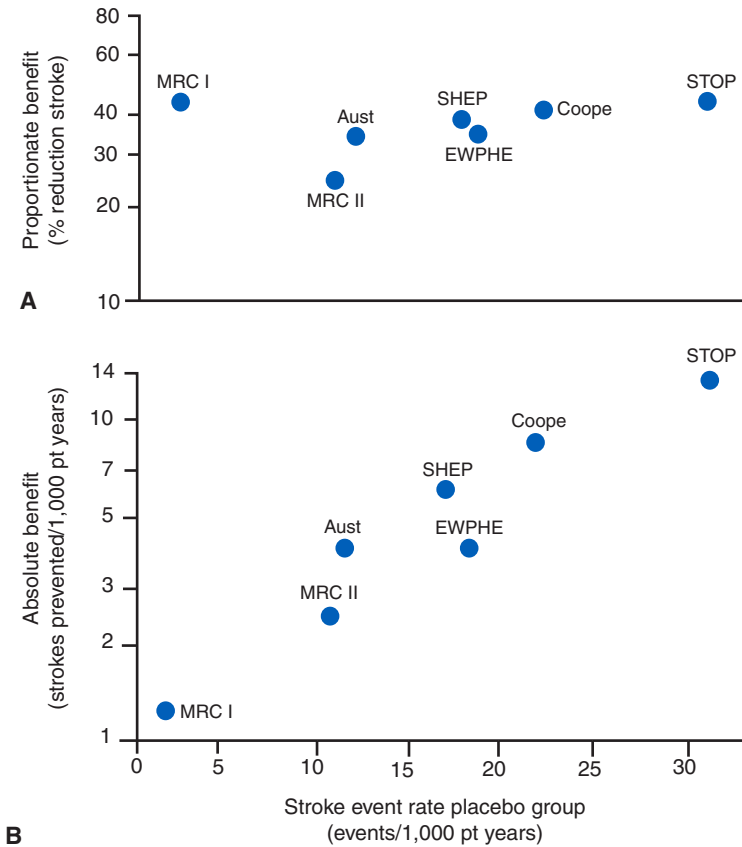 80
60
40
30
20
10
Proportionate benefit
(% reduction stroke)
MRC I
Aust
MRC II
SHEP
EWPHE
Coope
STOP
A
14
10
7
5
3
2
1
Absolute benefit
(strokes prevented/1,000 pt years)
STOP
Coope
SHEP
EWPHE
Aust
MRC II
MRC I
0 5 10 15 20 25 30
Stroke event rate placebo group
(events/1,000 pt years)
B